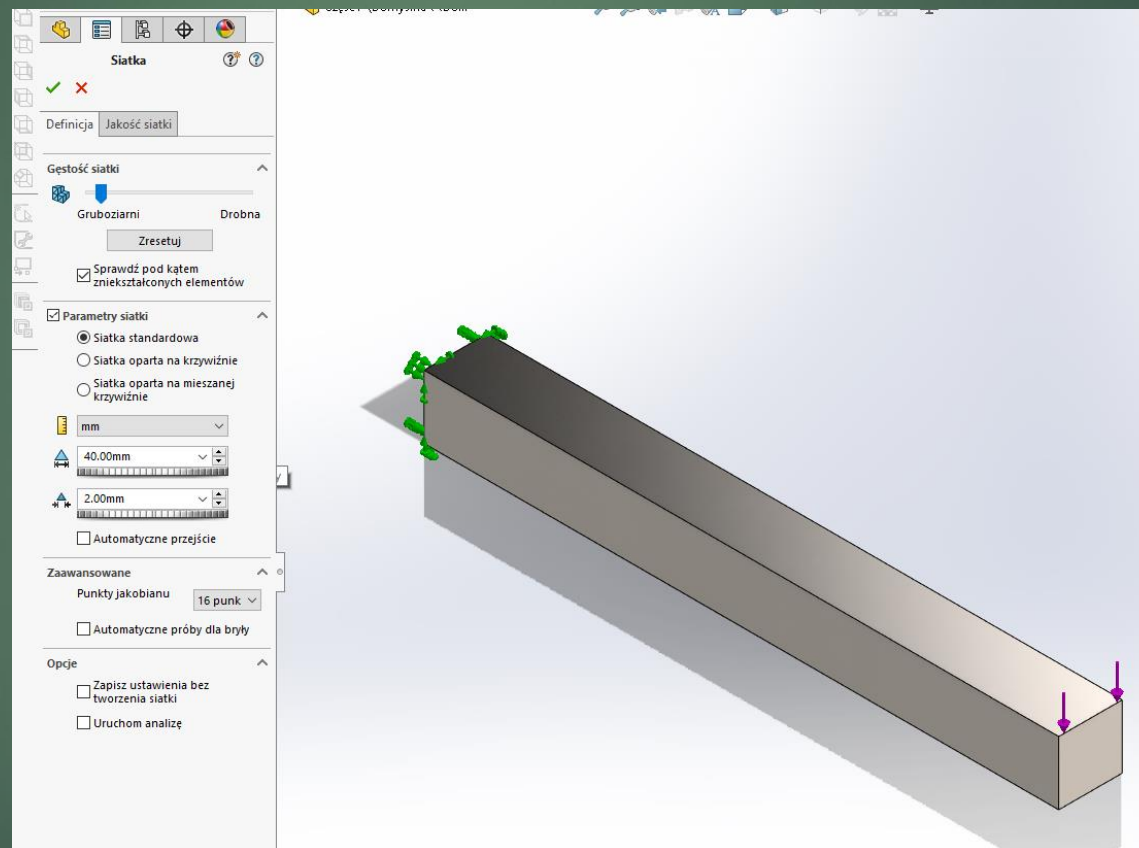 Siatka
Definicja Jakość siatki
Gęstość siatki
Gruboziarni Drobna
Zresetuj
Sprawdź pod kątem
zniekształconych elementów
Parametry siatki
Siatka standardowa
Siatka oparta na krzywiźnie
Siatka oparta na mieszanej
krzywiźnie
mm
40.00mm
2.00mm
Automatyczne przejście
Zaawansowane
Punkty jakobianu 16 punk
Automatyczne próby dla bryły
Opcje
Zapisz ustawienia bez
tworzenia siatki
Uruchom analizę